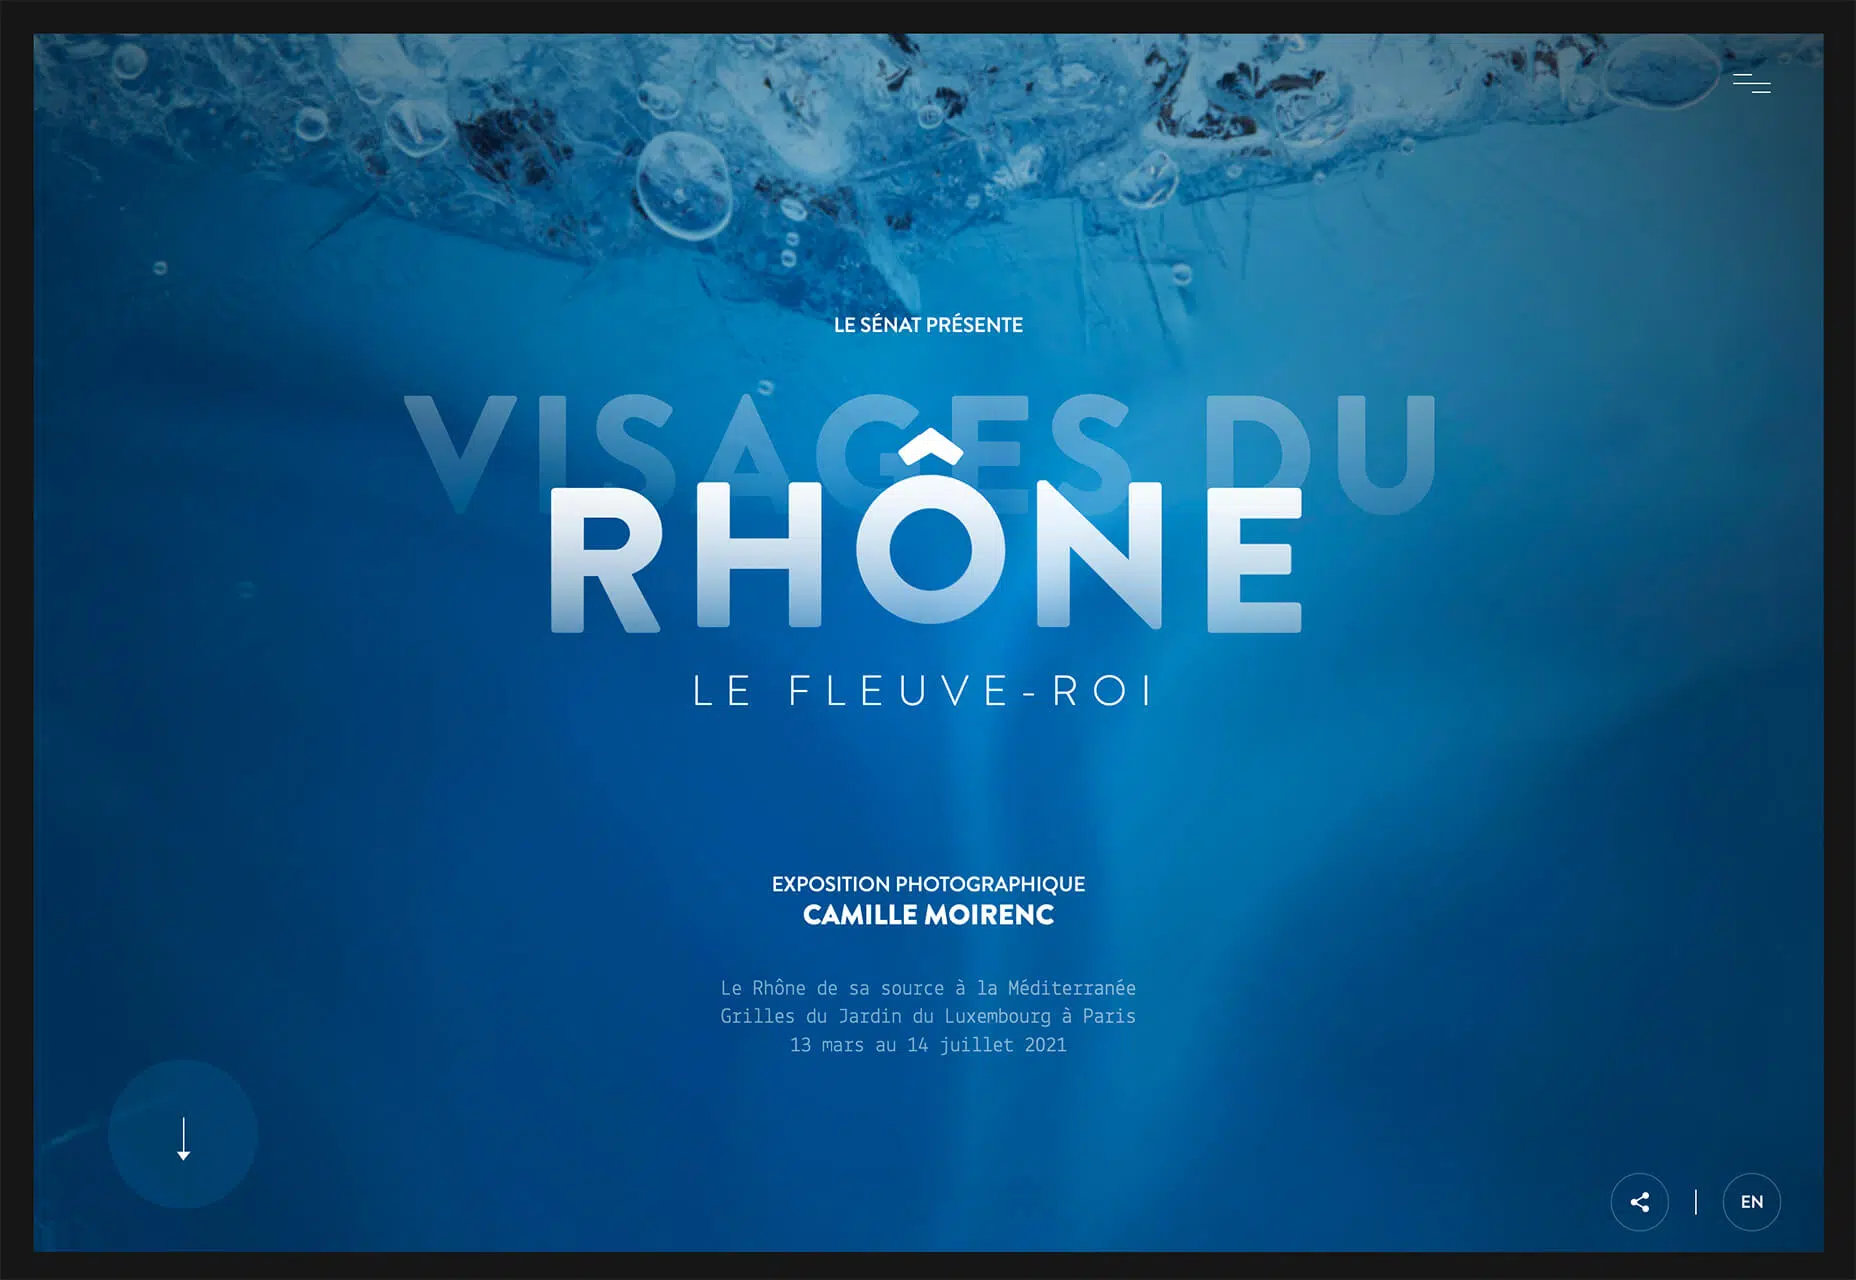 LE SÉNAT PRÉSENTE
VISAGES DU
RHÔNE
LE FLEUVE-ROI
EXPOSITION PHOTOGRAPHIQUE
CAMILLE MOIRENC
Le Rhône de sa source à la Méditerranée
Grilles du Jardin du Luxembourg à Paris
13 mars au 14 juillet 2021
EN